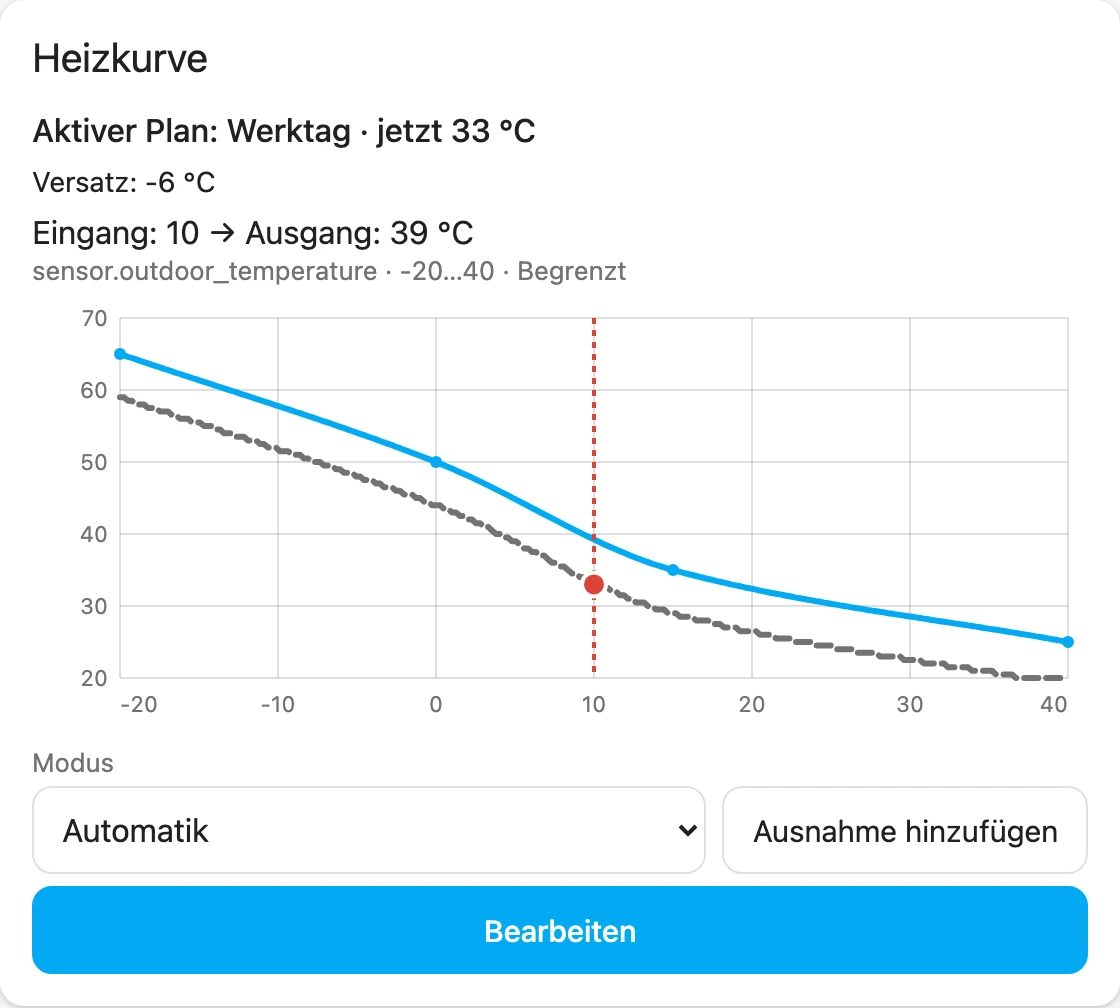 Heizkurve
Aktiver Plan: Werktag · jetzt 33 °C
Versatz: -6 °C
Eingang: 10 → Ausgang: 39 °C
sensor.outdoor_temperature · -20…40 · Begrenzt
70
60
50
40
30
20
-20 -10 0 10 20 30 40
Modus
Automatik Ausnahme hinzufügen
Bearbeiten